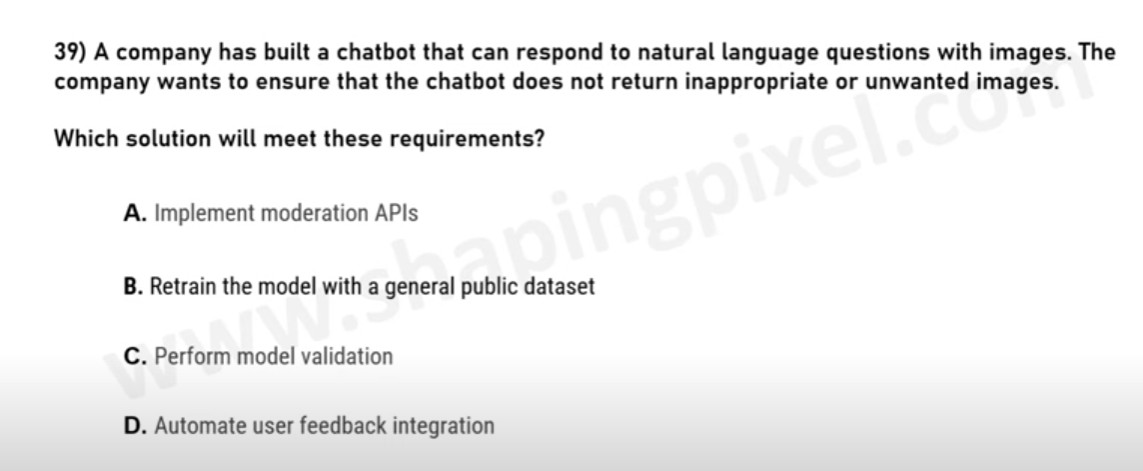 39) A company has built a chatbot that can respond to natural language questions with images. The
company wants to ensure that the chatbot does not return inappropriate or unwanted images.
Which solution will meet these requirements?
A. Implement moderation APIs
B. Retrain the model with a general public dataset
C. Perform model validation
D. Automate user feedback integration
www.shapingpixel.com